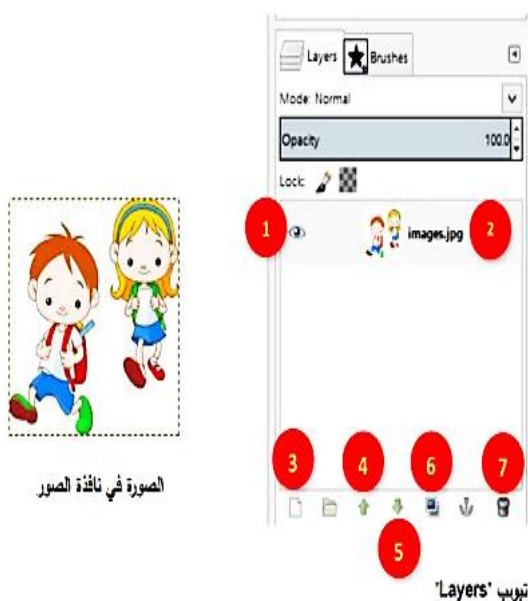 Layers Brushes
Mode: Normal
Opacity 100.0
Lock:
1
images.jpg 2
3 4 6 7
5
الصورة في نافذة الصور
تبويب "Layers"